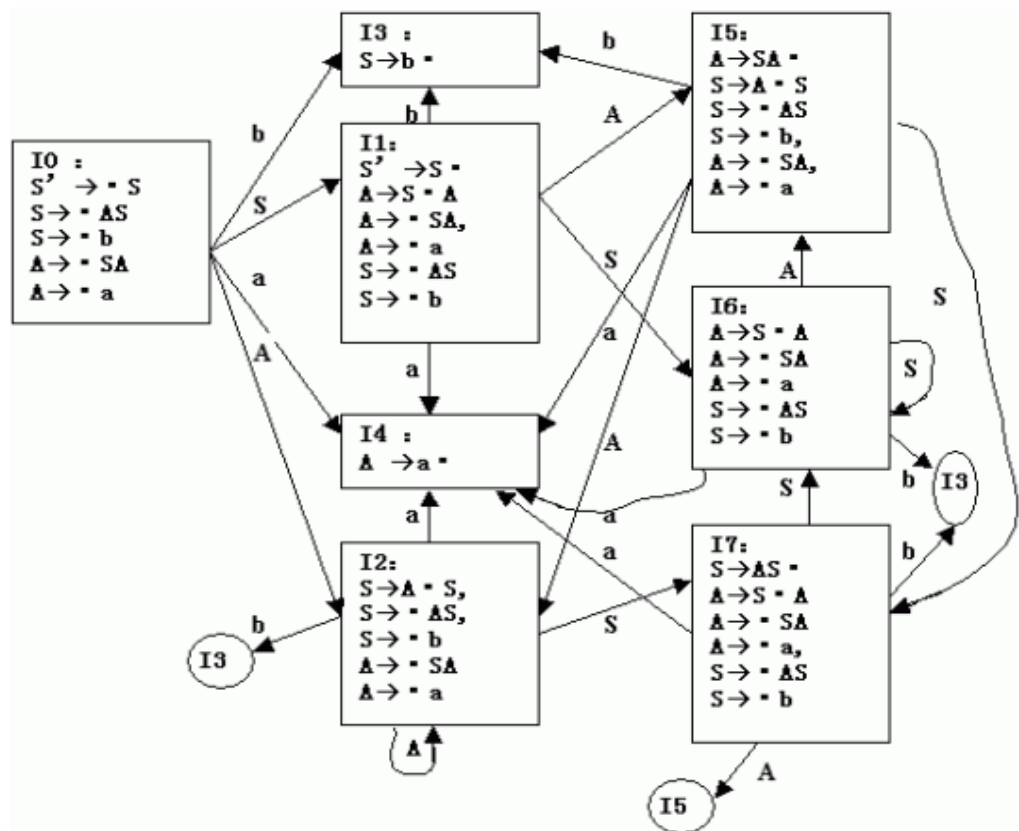 I0 :
S' → · S
S→ · AS
S→ · b
A→ · SA
A→ · a
b
S
a
A
I3 :
S→b ·
b
I1:
S' →S ·
A→S · A
A→ · SA,
A→ · a
S→ · AS
S→ · b
a
I4 :
A →a ·
a
I2:
S→A · S,
S→ · AS,
S→ · b
A→ · SA
A→ · a
b
I3
A
b
A
S
a
A
S
a
a
I5:
A→SA ·
S→A · S
S→ · AS
S→ · b,
A→ · SA,
A→ · a
A
S
I6:
A→S · A
A→ · SA
A→ · a
S→ · AS
S→ · b
S
b
I3
S
b
I7:
S→AS ·
A→S · A
A→ · SA
A→ · a,
S→ · AS
S→ · b
A
I5